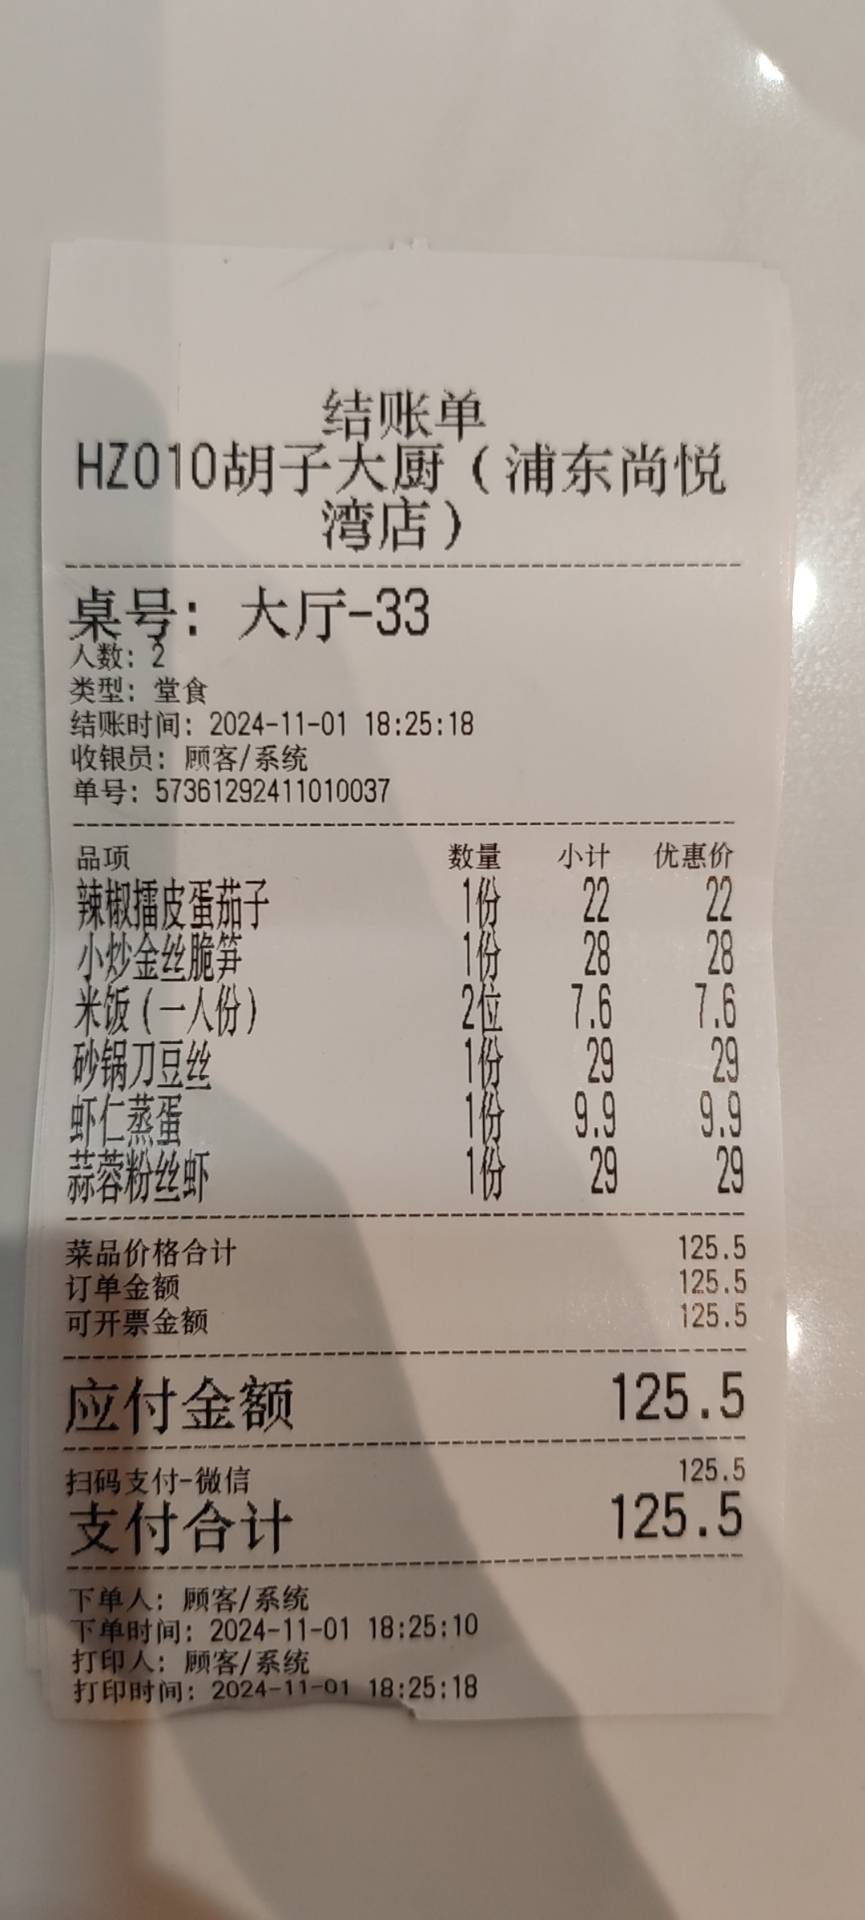 结账单
HZ010胡子大厨（浦东尚悦
湾店）
桌号：大厅-33
人数：2
类型：堂食
结账时间：2024-11-01 18:25:18
收银员：顾客/系统
单号：573612924110100​37
品项 数量 小计 优惠价
辣椒擂皮蛋茄子 1份 22 22
小炒金丝脆笋 1份 28 28
米饭（一人份） 2位 7.6 7.6
砂锅刀豆丝 1份 29 29
虾仁蒸蛋 1份 9.9 9.9
蒜蓉粉丝虾 1份 29 29
菜品价格合计 125.5
订单金额 125.5
可开票金额 125.5
应付金额 125.5
扫码支付-微信 125.5
支付合计 125.5
下单人：顾客/系统
下单时间：2024-11-01 18:25:10
打印人：顾客/系统
打印时间：2024-11-01 18:25:18